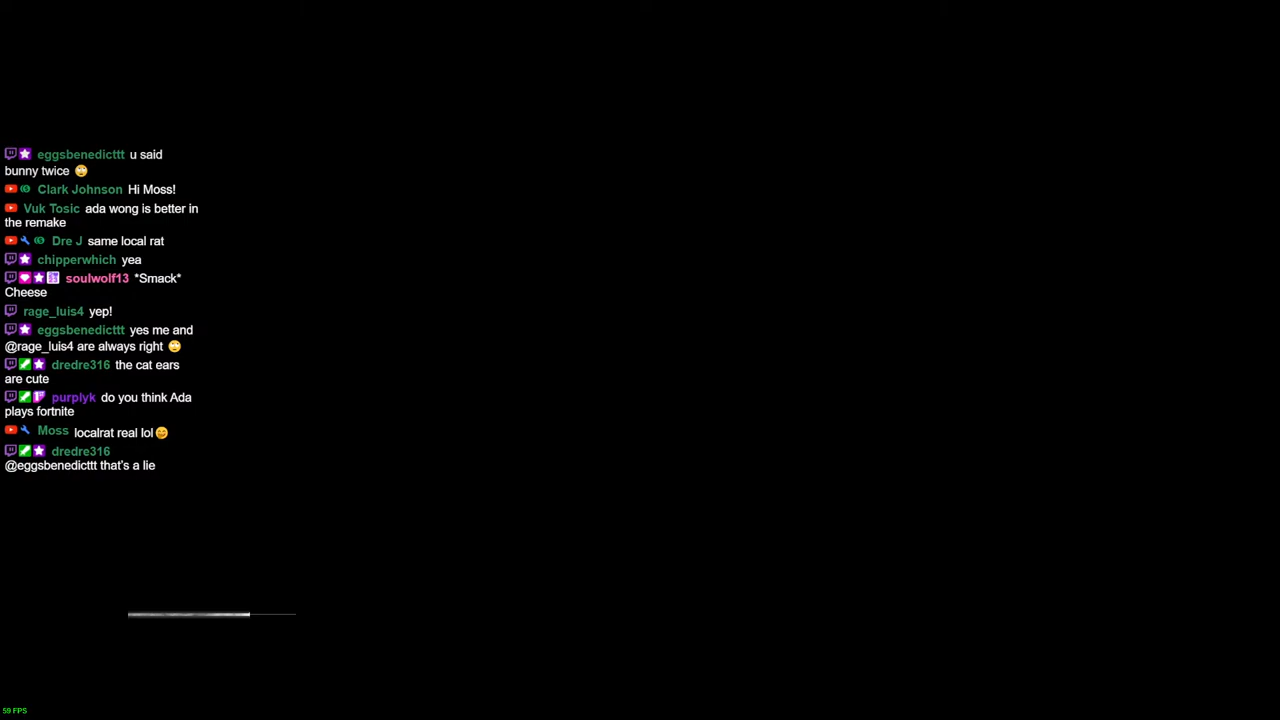 eggsbenedicttt u said
bunny twice 🙄
Clark Johnson Hi Moss!
Vuk Tosic ada wong is better in
the remake
Dre J same local rat
chipperwhich yea
soulwolf13 *Smack*
Cheese
rage_luis4 yep!
eggsbenedicttt yes me and
@rage_luis4 are always right 🙄
dredre316 the cat ears
are cute
purplyk do you think Ada
plays fortnite
Moss localrat real lol😄
dredre316
@eggsbenedicttt that's a lie
59 FPS